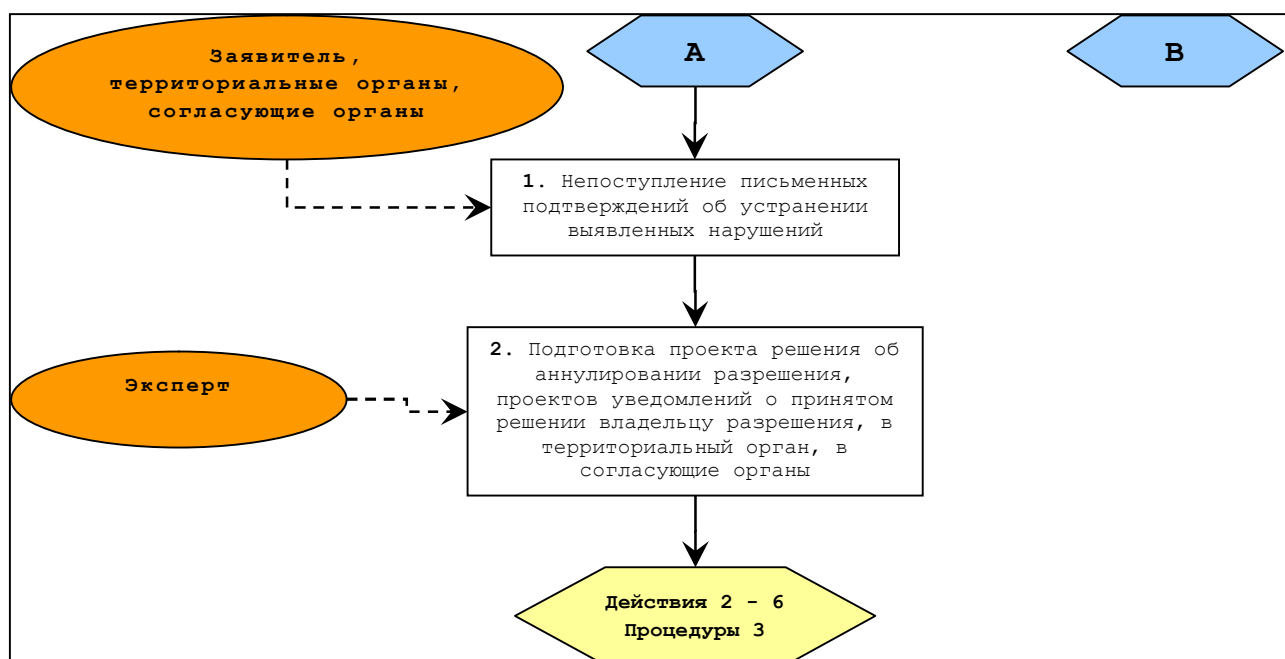 Заявитель,
территориальные органы,
согласующие органы
А
В
1. Непоступление письменных
подтверждений об устранении
выявленных нарушений
Эксперт
2. Подготовка проекта решения об
аннулировании разрешения,
проектов уведомлений о принятом
решении владельцу разрешения, в
территориальный орган, в
согласующие органы
Действия 2 - 6
Процедуры 3